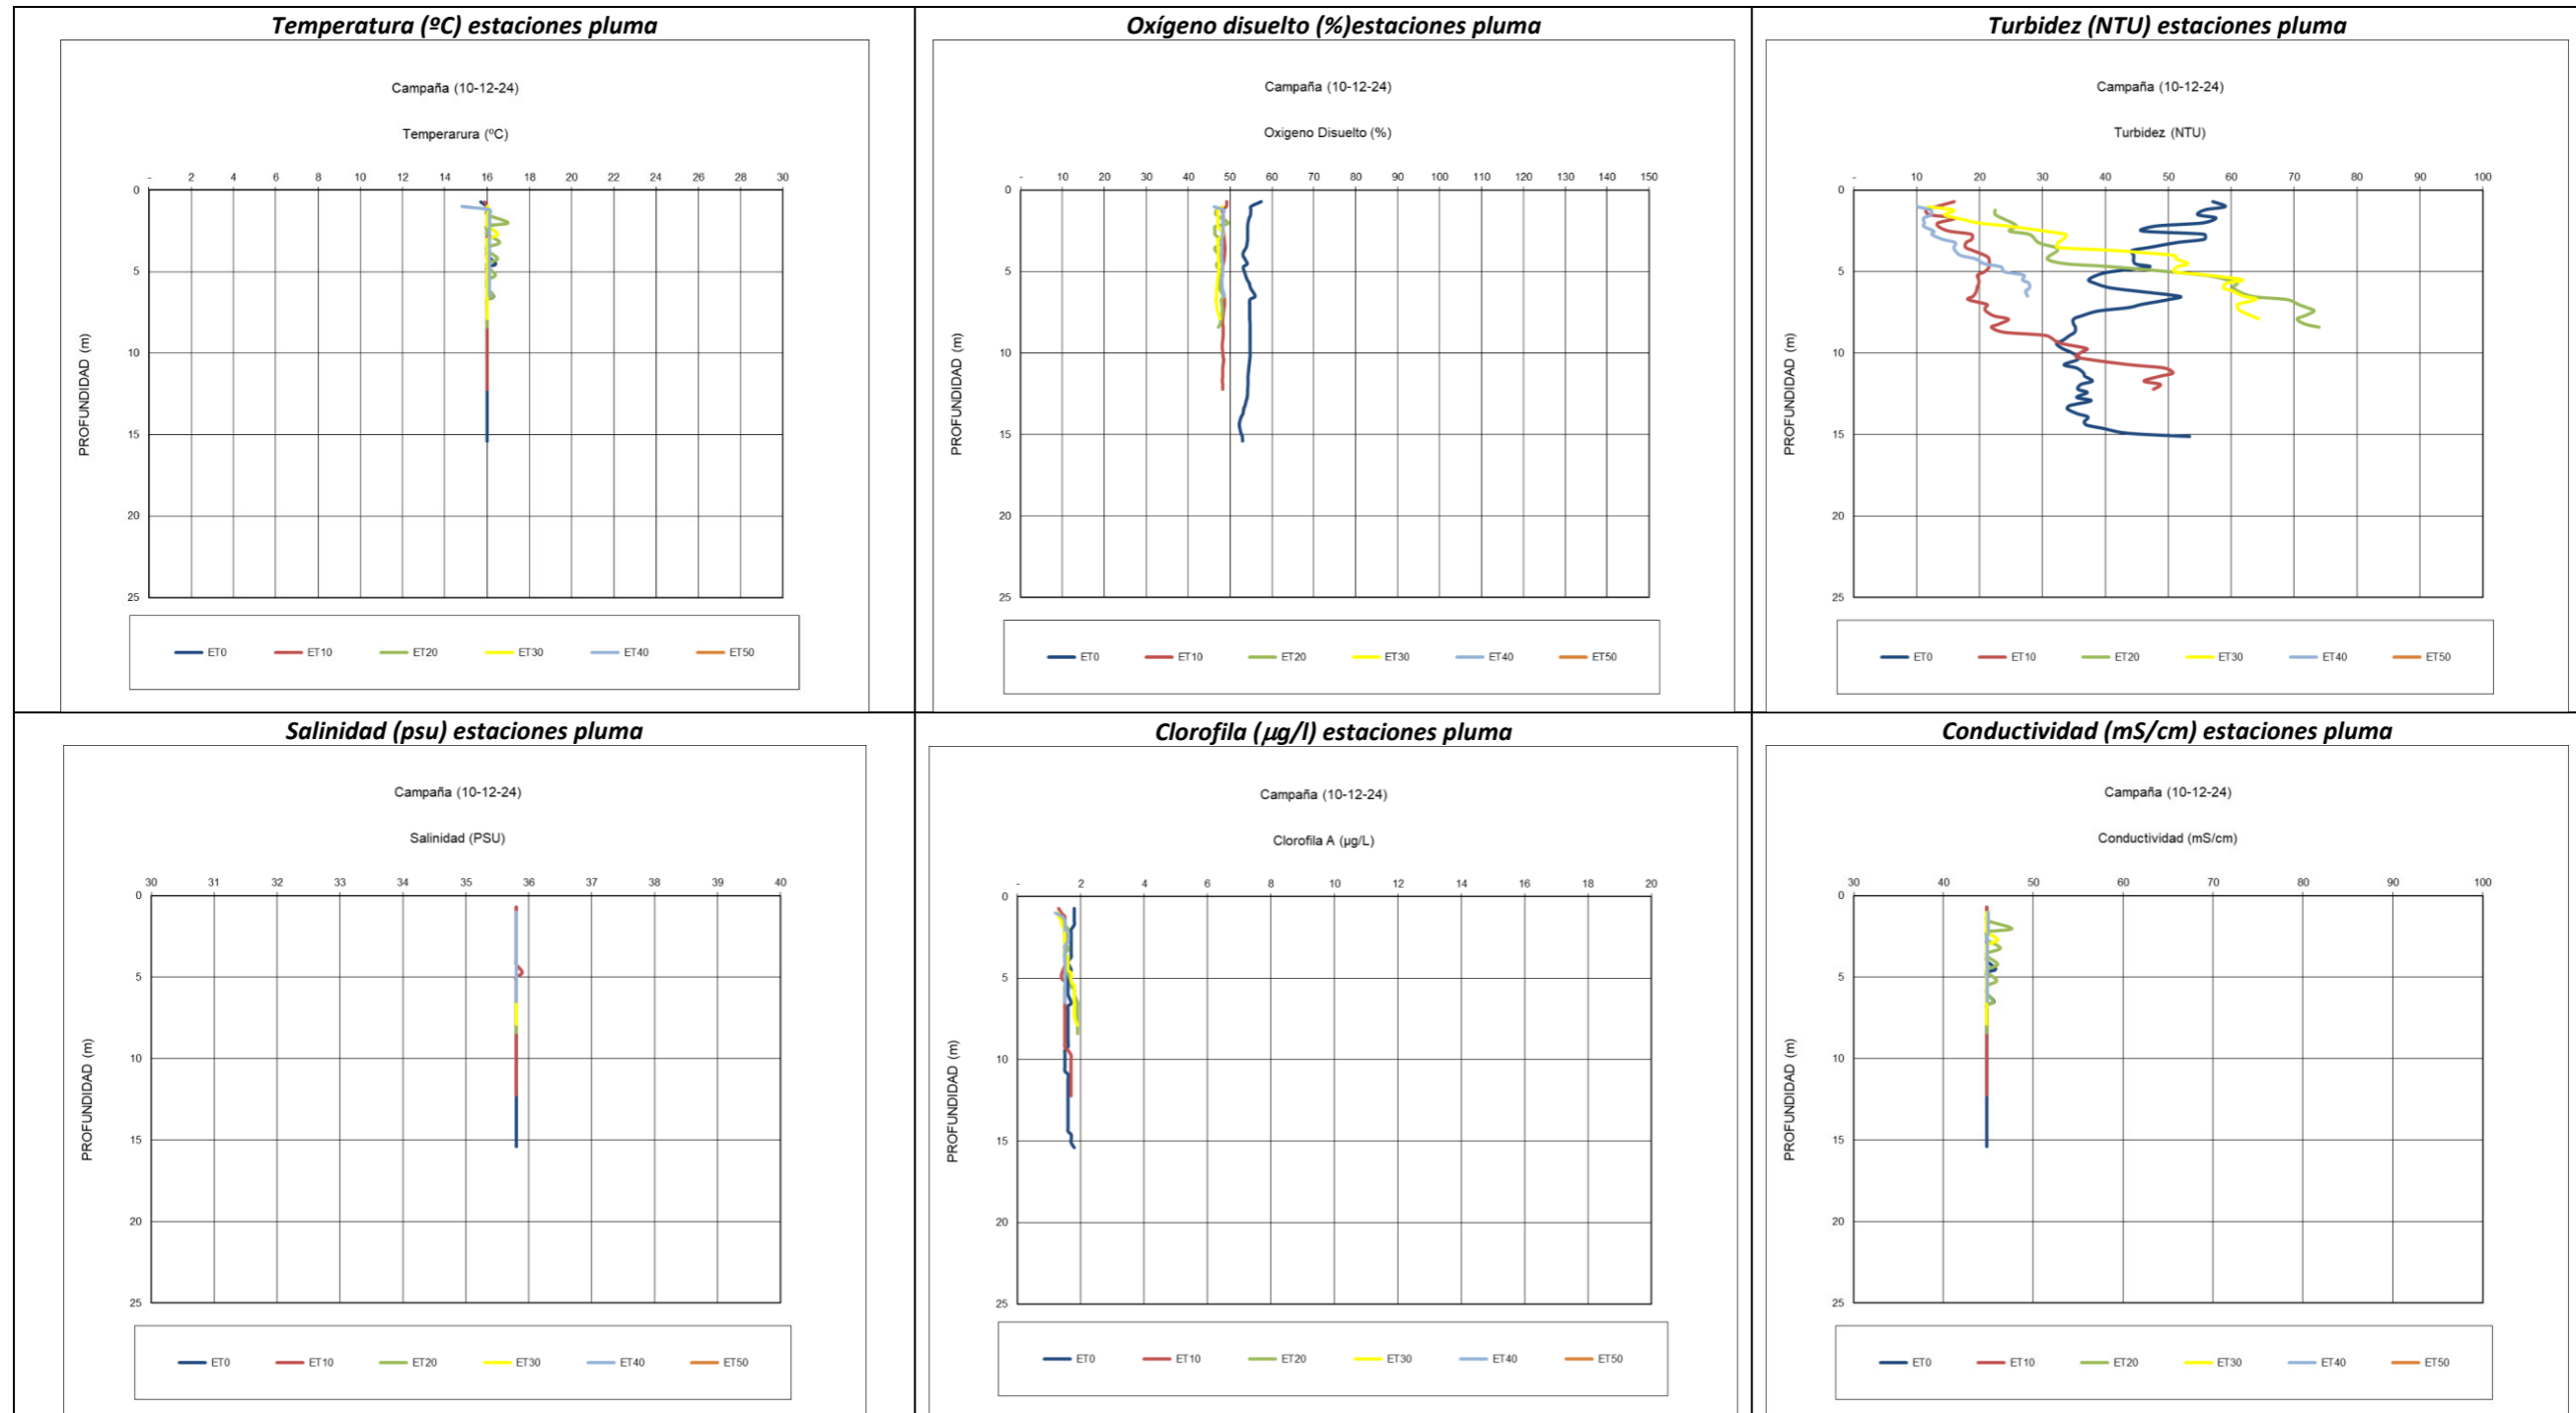 Temperatura (ºC) estaciones pluma
Campaña (10-12-24)
Temperarura (ºC)
- 2 4 6 8 10 12 14 16 18 20 22 24 26 28 30
0
5
10
15
20
25
PROFUNDIDAD (m)
ET0 ET10 ET20 ET30 ET40 ET50
Oxígeno disuelto (%)estaciones pluma
Campaña (10-12-24)
Oxigeno Disuelto (%)
- 10 20 30 40 50 60 70 80 90 100 110 120 130 140 150
0
5
10
15
20
25
PROFUNDIDAD (m)
ET0 ET10 ET20 ET30 ET40 ET50
Turbidez (NTU) estaciones pluma
Campaña (10-12-24)
Turbidez (NTU)
- 10 20 30 40 50 60 70 80 90 100
0
5
10
15
20
25
PROFUNDIDAD (m)
ET0 ET10 ET20 ET30 ET40 ET50
Salinidad (psu) estaciones pluma
Campaña (10-12-24)
Salinidad (PSU)
30 31 32 33 34 35 36 37 38 39 40
0
5
10
15
20
25
PROFUNDIDAD (m)
ET0 ET10 ET20 ET30 ET40 ET50
Clorofila (µg/l) estaciones pluma
Campaña (10-12-24)
Clorofila A (µg/L)
- 2 4 6 8 10 12 14 16 18 20
0
5
10
15
20
25
PROFUNDIDAD (m)
ET0 ET10 ET20 ET30 ET40 ET50
Conductividad (mS/cm) estaciones pluma
Campaña (10-12-24)
Conductividad (mS/cm)
30 40 50 60 70 80 90 100
0
5
10
15
20
25
PROFUNDIDAD (m)
ET0 ET10 ET20 ET30 ET40 ET50